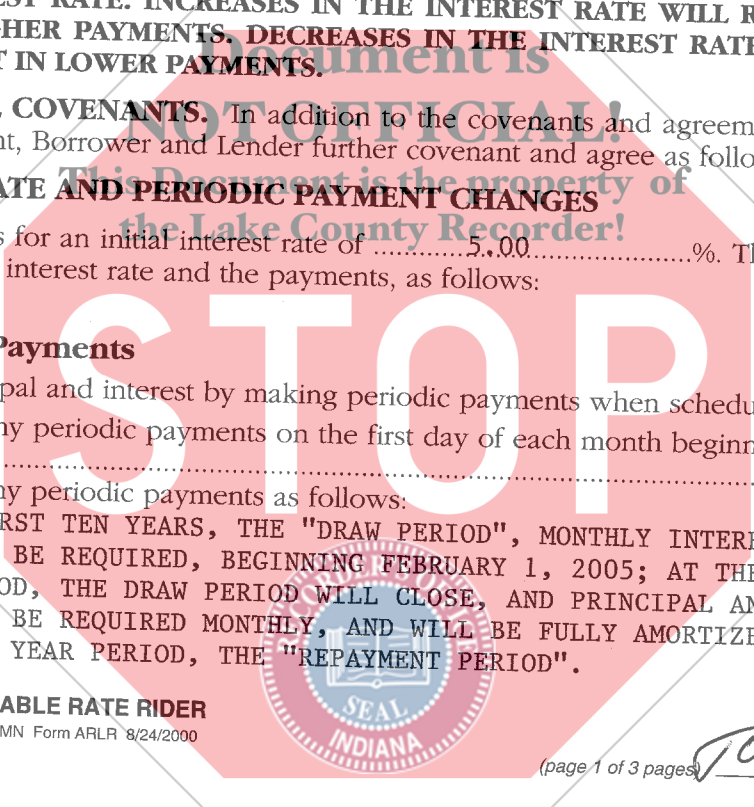 EST RATE. INCREASES IN THE INTEREST RATE WILL R
GHER PAYMENTS. DECREASES IN THE INTEREST RATE
T IN LOWER PAYMENTS.
Document is
L COVENANTS. In addition to the covenants and agreem
NOT OFFICIAL!
nt, Borrower and Lender further covenant and agree as follo
This Document is the property of
ATE AND PERIODIC PAYMENT CHANGES
the Lake County Recorder!
s for an initial interest rate of ..............5.00........................%. Th
interest rate and the payments, as follows:
STOP
Payments
pal and interest by making periodic payments when schedu
ny periodic payments on the first day of each month beginn
ny periodic payments as follows:
RST TEN YEARS, THE "DRAW PERIOD", MONTHLY INTERE
BE REQUIRED, BEGINNING FEBRUARY 1, 2005; AT THE
OD, THE DRAW PERIOD WILL CLOSE, AND PRINCIPAL AN
BE REQUIRED MONTHLY, AND WILL BE FULLY AMORTIZE
YEAR PERIOD, THE "REPAYMENT PERIOD".
SEAL
INDIANA
ABLE RATE RIDER
MN Form ARLR 8/24/2000
(page 1 of 3 pages)